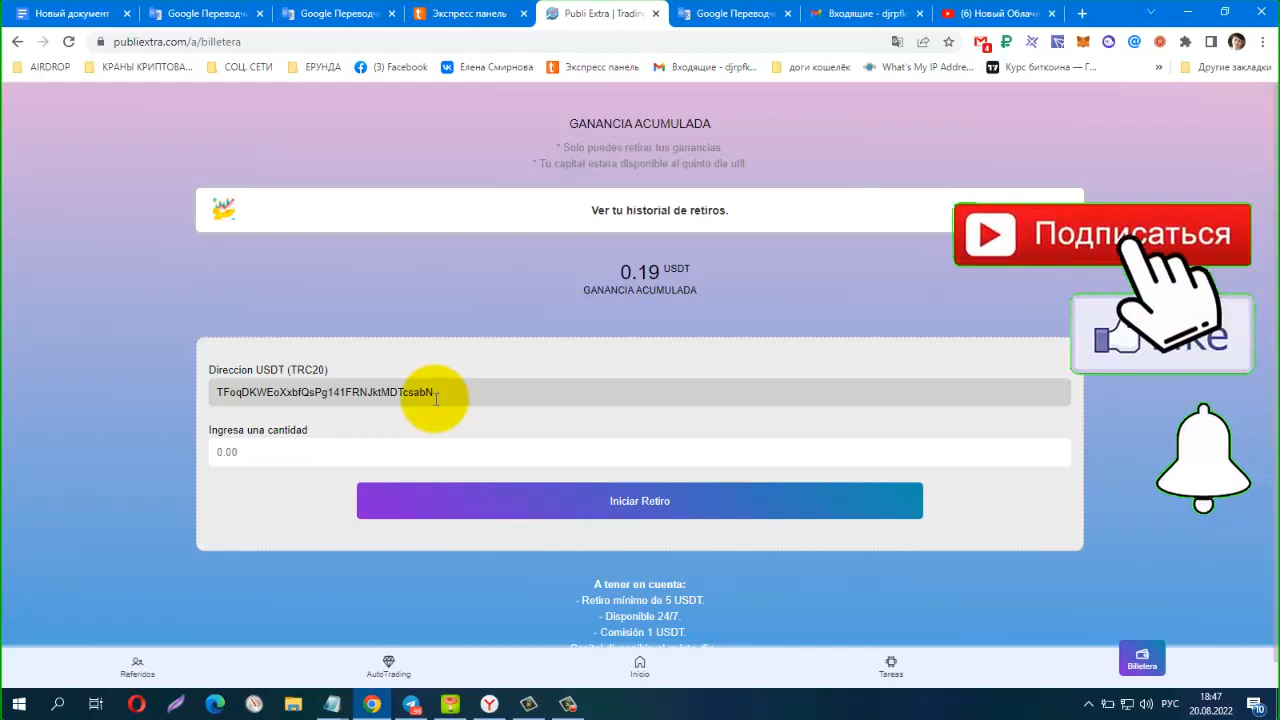 Новый документ
Google Переводч
Google Переводч
Экспресс панель
Publi Extra | Tradin
Google Переводч
Входящие - djrpfk
(6) Новый Облачн
publiextra.com/a/billetera
4
AIRDROP
КРАНЫ КРИПТОВА...
СОЦ. СЕТИ
ЕРУНДА
(3) Facebook
Елена Смирнова
Экспресс панель
Входящие - djrpfk...
доги кошелёк
What's My IP Addre...
Курс биткоина — Г...
»
Другие закладки
GANANCIA ACUMULADA
* Solo puedes retirar tus ganancias.
* Tu capital estara disponible al quinto dia util.
Ver tu historial de retiros.
Подписаться
0.19 USDT
GANANCIA ACUMULADA
Direccion USDT (TRC20)
TFoqDKWEoXxbfQsPg141FRNJktMDTcsabN
Ingresa una cantidad
0.00
Iniciar Retiro
A tener en cuenta:
- Retiro mínimo de 5 USDT.
- Disponible 24/7.
- Comisión 1 USDT.
Referidos
AutoTrading
Inicio
Tareas
Billetera
РУС
18:47
20.08.2022
10